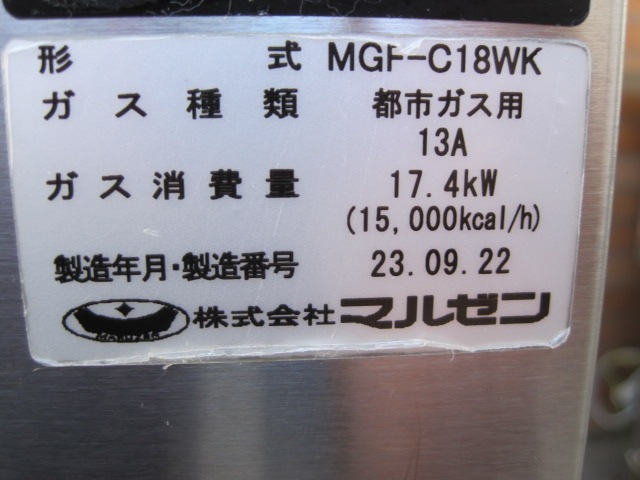 形式 MGF-C18WK
ガス種類 都市ガス用
13A
ガス消費量 17.4kW
(15,000kcal/h)
製造年月・製造番号 23.09.22
MARUZEN 株式会社マルゼン